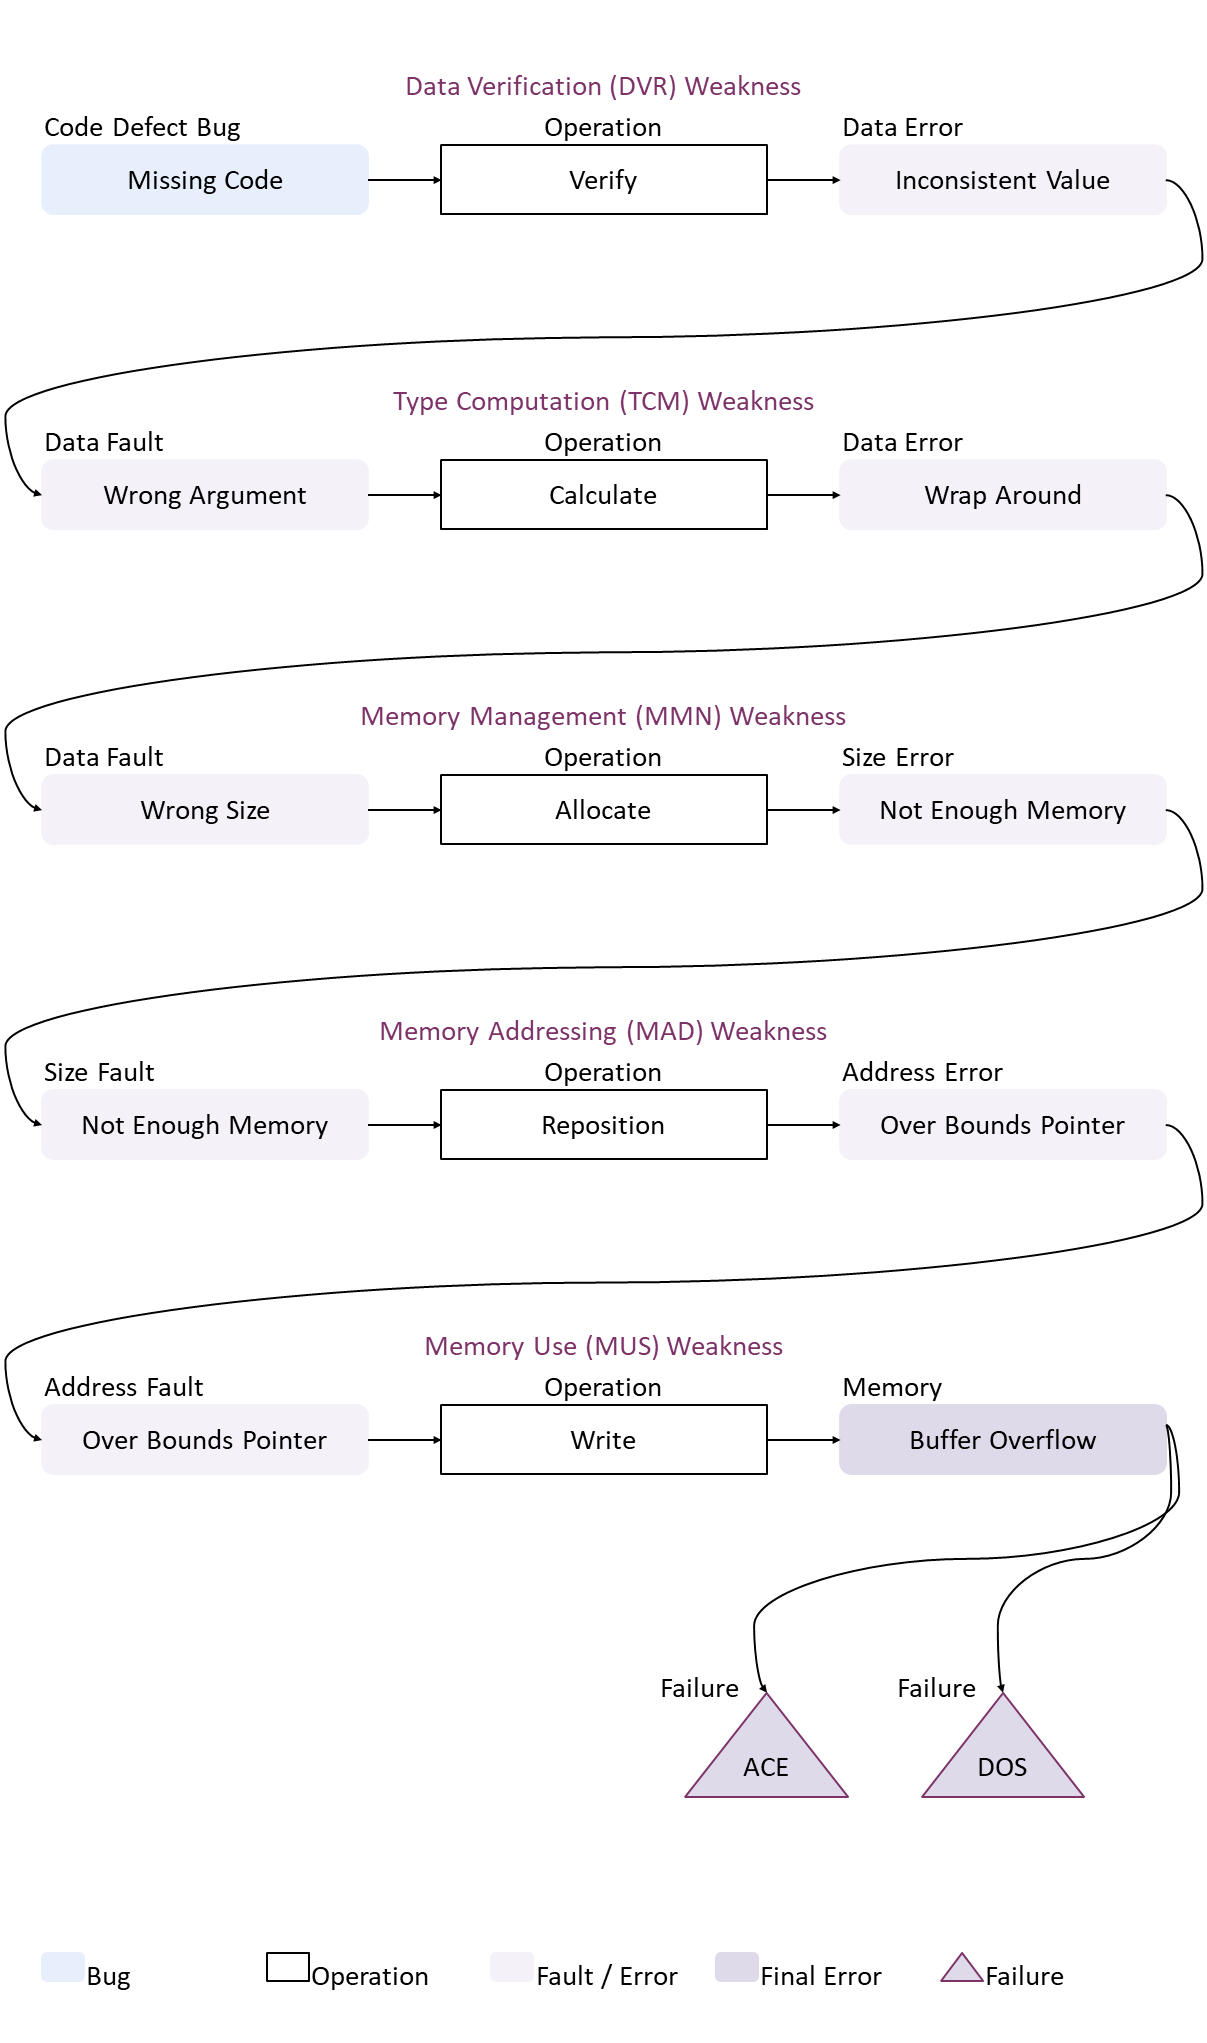 Data Verification (DVR) Weakness
Code Defect Bug
Operation
Data Error
Missing Code
Verify
Inconsistent Value
Type Computation (TCM) Weakness
Data Fault
Operation
Data Error
Wrong Argument
Calculate
Wrap Around
Memory Management (MMN) Weakness
Data Fault
Operation
Size Error
Wrong Size
Allocate
Not Enough Memory
Memory Addressing (MAD) Weakness
Size Fault
Operation
Address Error
Not Enough Memory
Reposition
Over Bounds Pointer
Memory Use (MUS) Weakness
Address Fault
Operation
Memory
Over Bounds Pointer
Write
Buffer Overflow
Failure
Failure
ACE
DOS
Bug
Operation
Fault / Error
Final Error
Failure